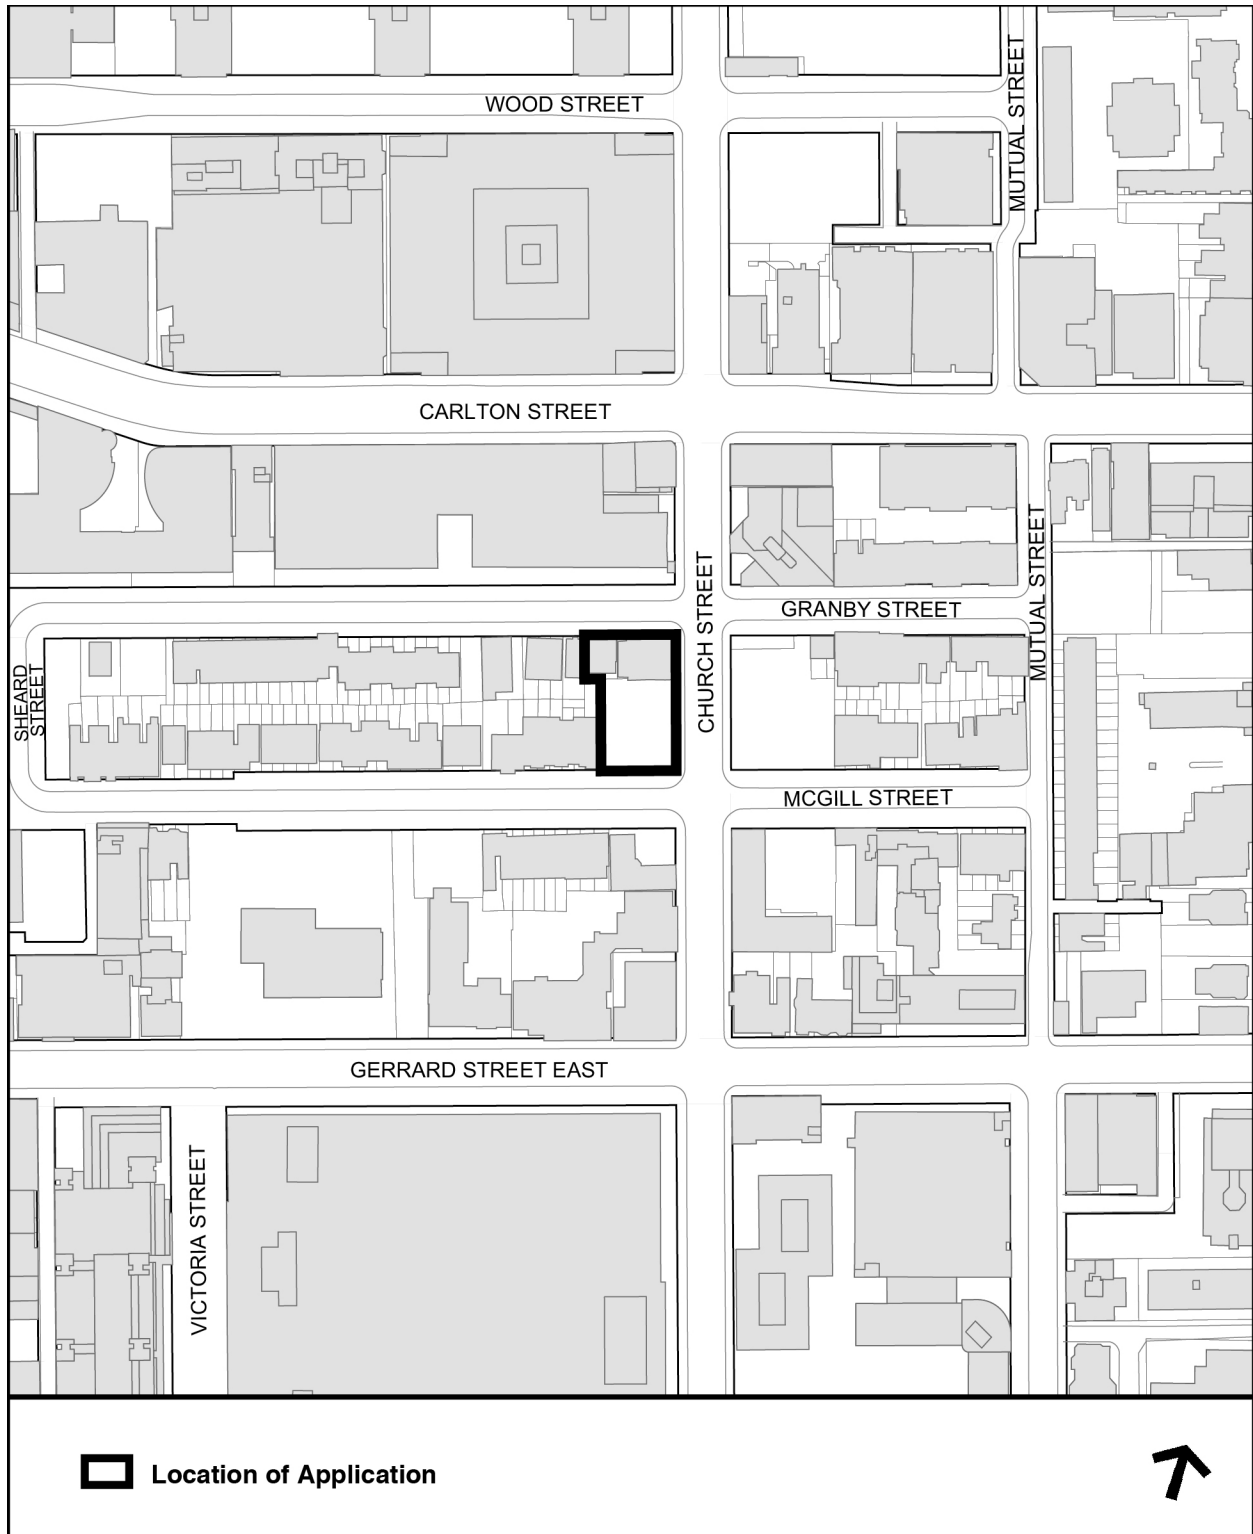 WOOD STREET
MUTUAL STREET
CARLTON STREET
CHURCH STREET
GRANBY STREET
MUTUAL STREET
SHEARD
STREET
MCGILL STREET
GERRARD STREET EAST
VICTORIA STREET
Location of Application